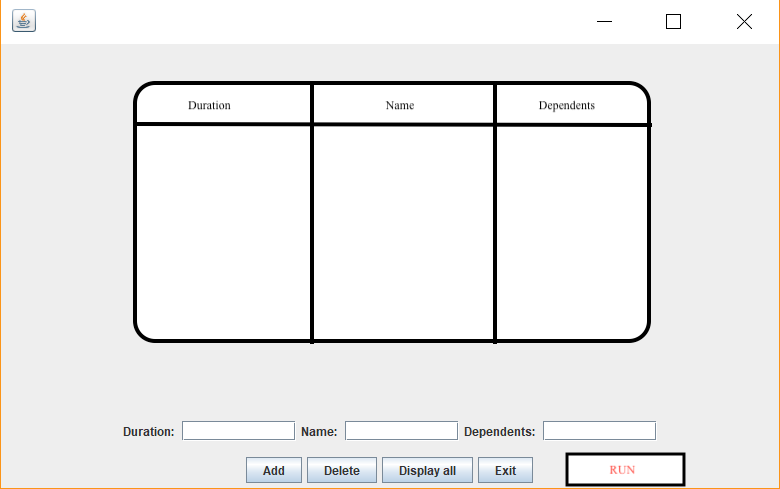 Duration Name Dependents
Duration: Name: Dependents:
Add Delete Display all Exit RUN